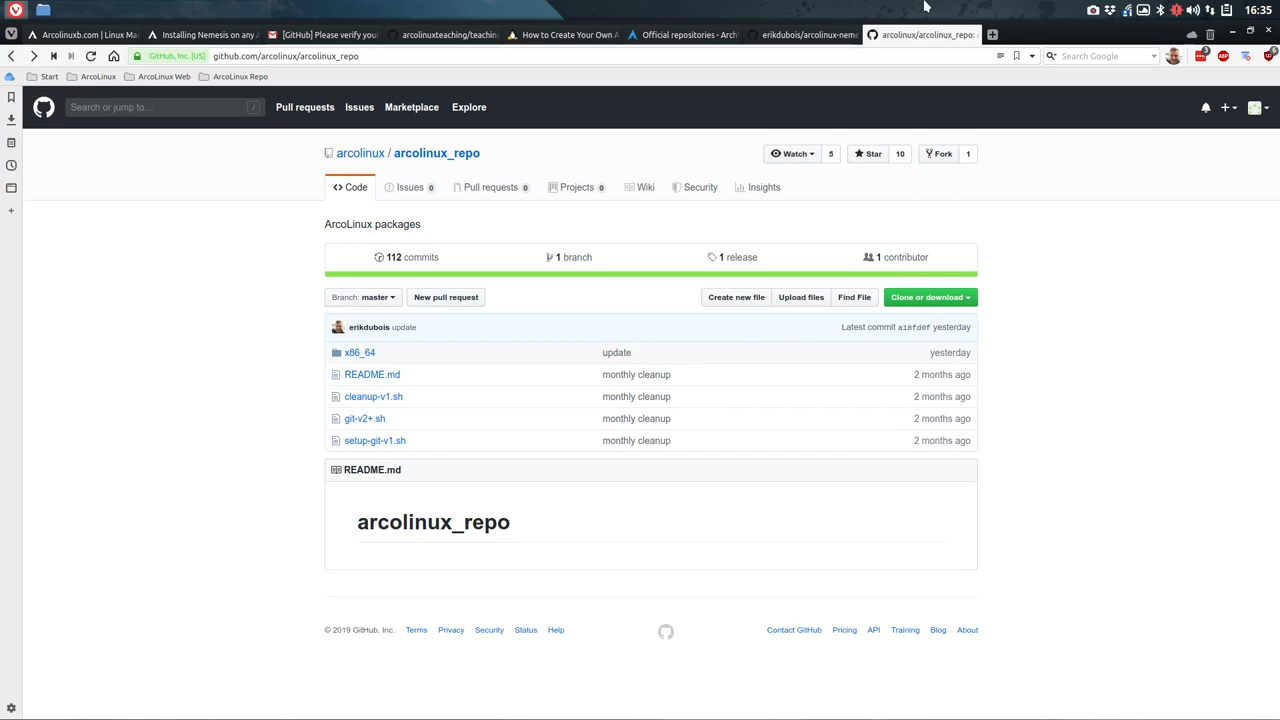 16:35
Arcolinuxb.com | Linux Ma
Installing Nemesis on any
[GitHub] Please verify your
arcolinuxteaching/teaching
How to Create Your Own
Official repositories - Arch
erikdubois/arcolinux-neme
arcolinux/arcolinux_repo:
GitHub, Inc. [US]
github.com/arcolinux/arcolinux_repo
Search Google
3
ABP
6
Start
ArcoLinux
ArcoLinux Web
ArcoLinux Repo
Search or jump to…
/
Pull requests
Issues
Marketplace
Explore
arcolinux / arcolinux_repo
Watch
5
Star
10
Fork
1
Code
Issues 0
Pull requests 0
Projects 0
Wiki
Security
Insights
ArcoLinux packages
112 commits
1 branch
1 release
1 contributor
Branch: master
New pull request
Create new file
Upload files
Find File
Clone or download
erikdubois update
Latest commit a18fd0f yesterday
x86_64 update yesterday
README.md monthly cleanup 2 months ago
cleanup-v1.sh monthly cleanup 2 months ago
git-v2+.sh monthly cleanup 2 months ago
setup-git-v1.sh monthly cleanup 2 months ago
README.md
arcolinux_repo
© 2019 GitHub, Inc.
Terms
Privacy
Security
Status
Help
Contact GitHub
Pricing
API
Training
Blog
About